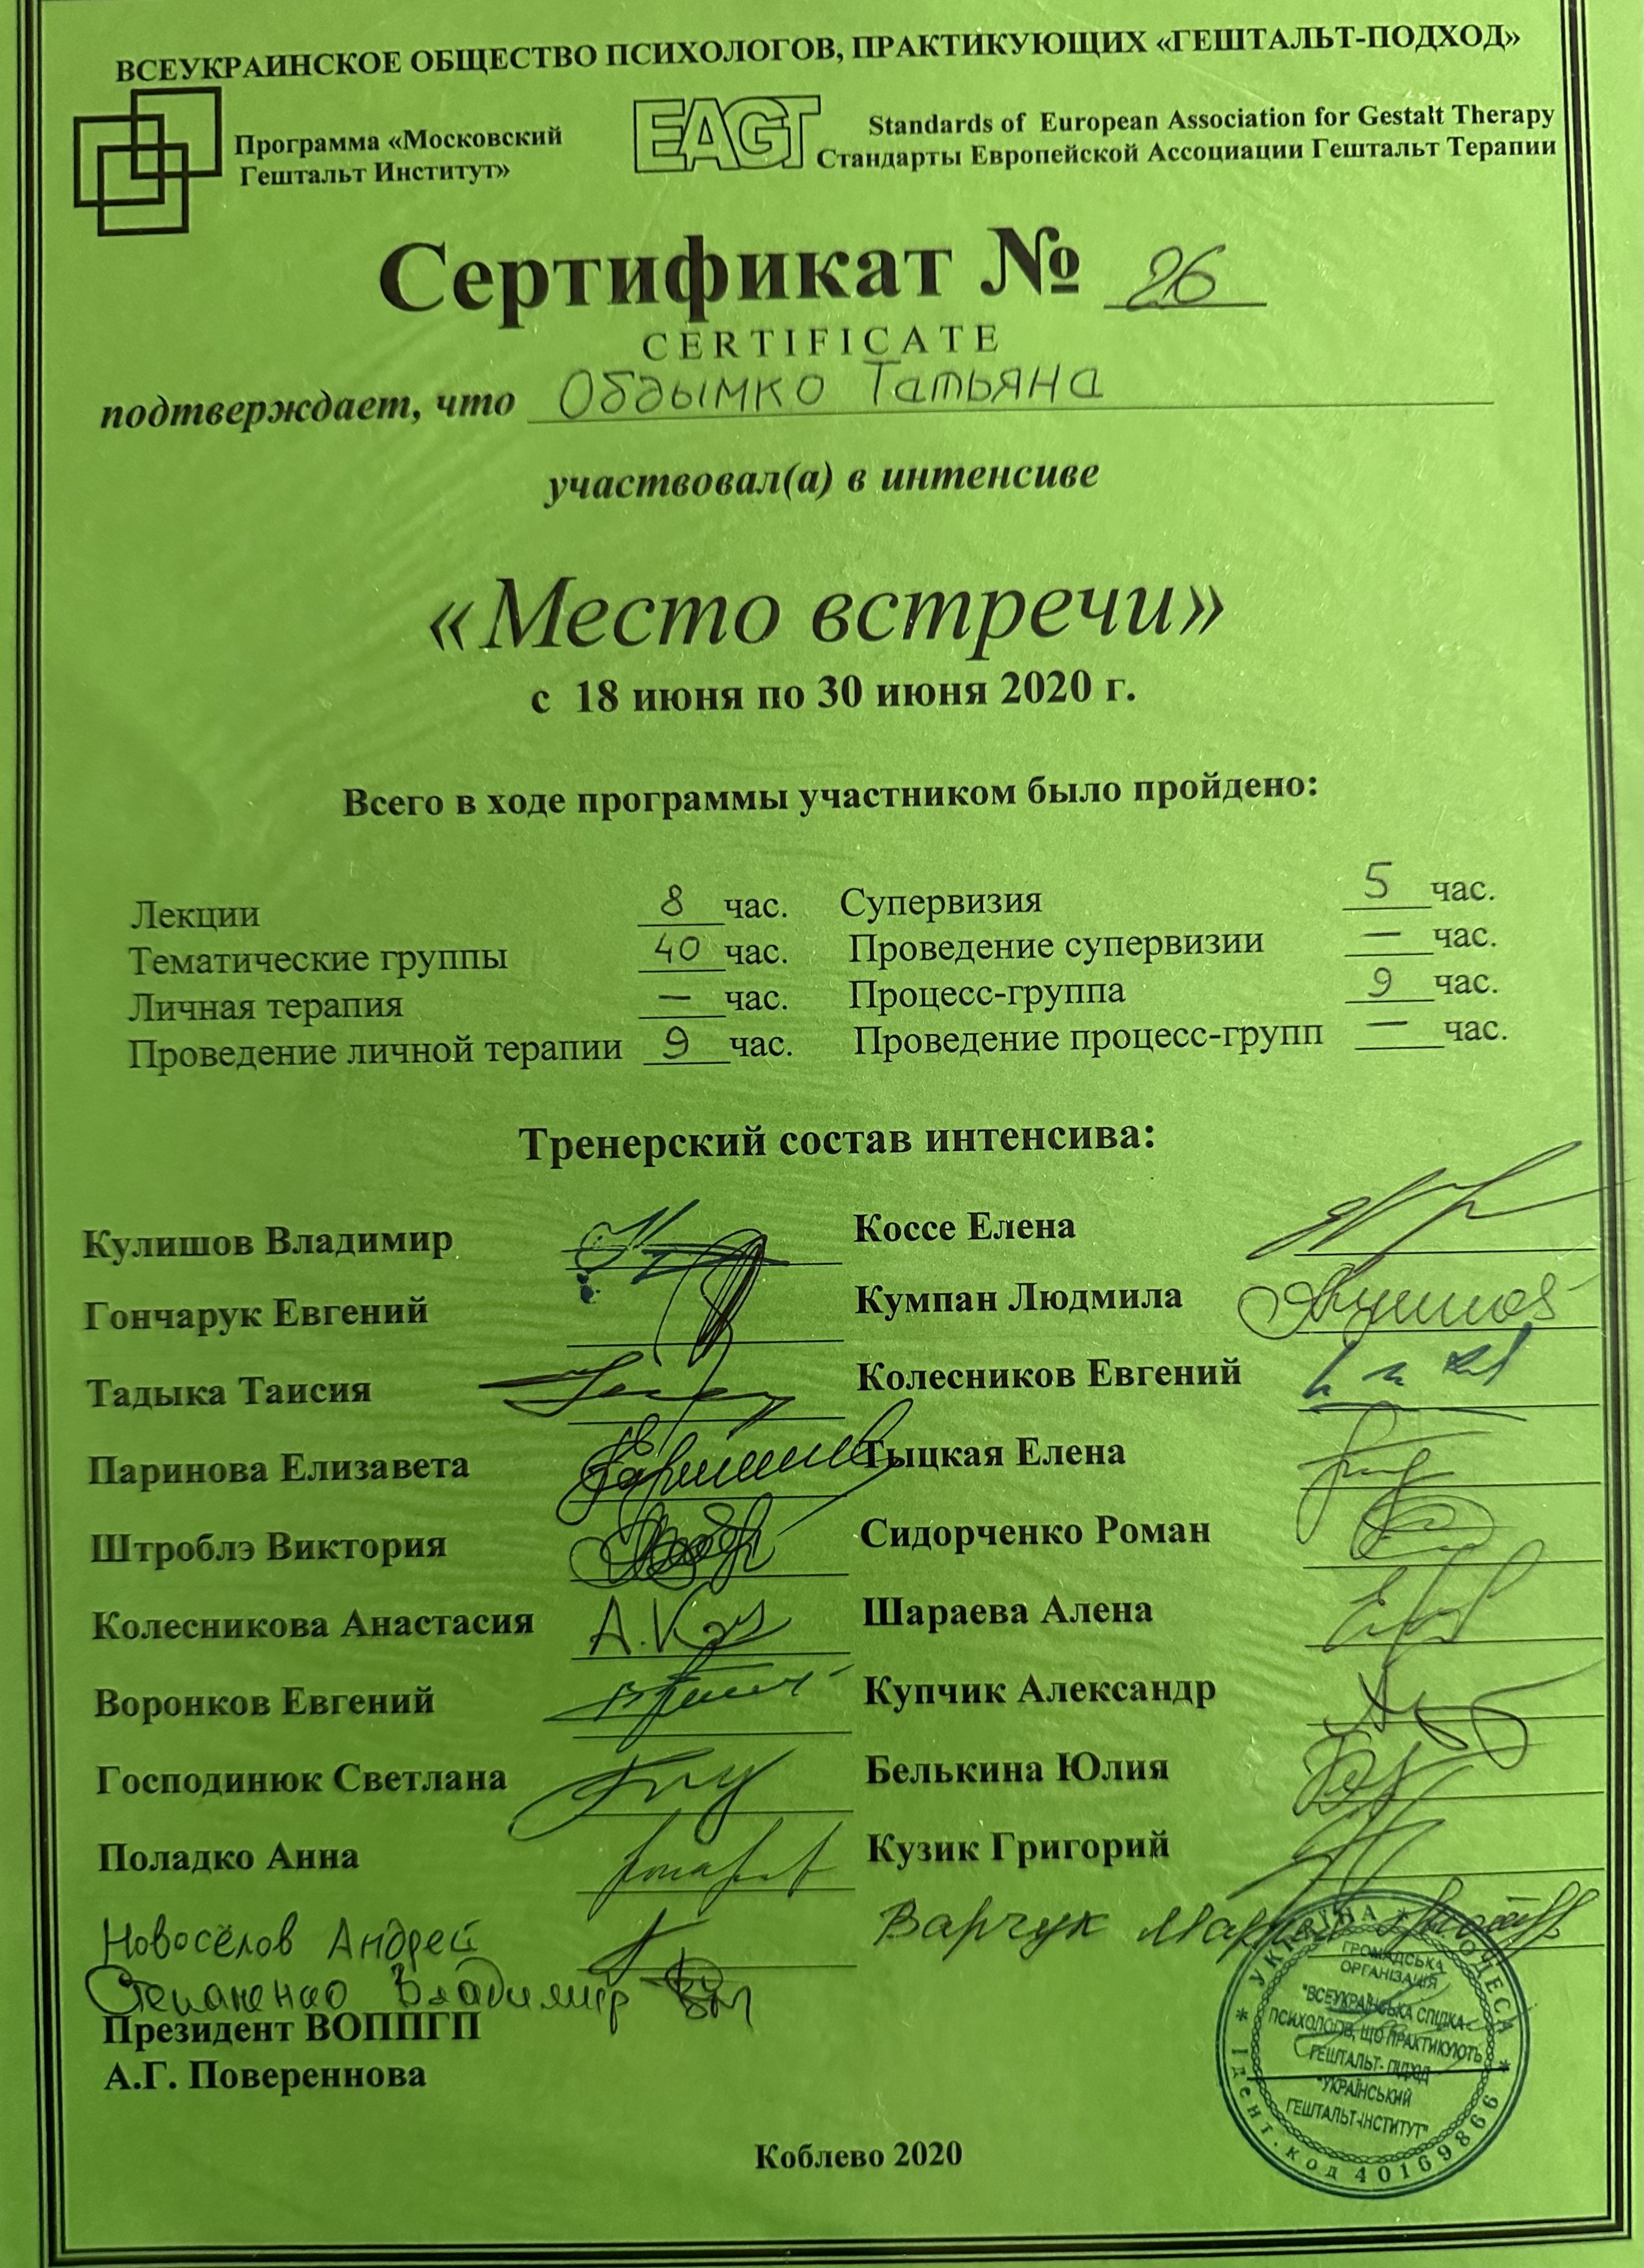 ВСЕУКРАИНСКОЕ ОБЩЕСТВО ПСИХОЛОГОВ, ПРАКТИКУЮЩИХ «ГЕШТАЛЬТ-ПОДХОД»
Программа «Московский
Гештальт Институт»
EAGT
Standards of European Association for Gestalt Therapy
Стандарты Европейской Ассоциации Гештальт Терапии
Сертификат № 26
CERTIFICATE
подтверждает, что Обдымко Татьяна
участвовал(а) в интенсиве
«Место встречи»
с 18 июня по 30 июня 2020 г.
Всего в ходе программы участником было пройдено:
Лекции 8 час. Супервизия 5 час.
Тематические группы 40 час. Проведение супервизии — час.
Личная терапия — час. Процесс-группа 9 час.
Проведение личной терапии 9 час. Проведение процесс-групп — час.
Тренерский состав интенсива:
Кулишов Владимир Коссе Елена
Гончарук Евгений Кумпан Людмила
Тадыка Таисия Колесников Евгений
Паринова Елизавета Тыцкая Елена
Штроблэ Виктория Сидорченко Роман
Колесникова Анастасия Шараева Алена
Воронков Евгений Купчик Александр
Господинюк Светлана Белькина Юлия
Поладко Анна Кузик Григорий
Новосёлов Андрей Варчук
Степаненко Владимир
Президент ВОППГП
А.Г. Повереннова
УКРАЇНА * ОДЕСА * Ідент. код 40169866 *
ГРОМАДСЬКА
ОРГАНІЗАЦІЯ
"ВСЕУКРАЇНСЬКА СПІЛКА
ПСИХОЛОГІВ, ЩО ПРАКТИКУЮТЬ
ГЕШТАЛЬТ-ПІДХІД
"УКРАЇНСЬКИЙ
ГЕШТАЛЬТ-ІНСТИТУТ"
Коблево 2020